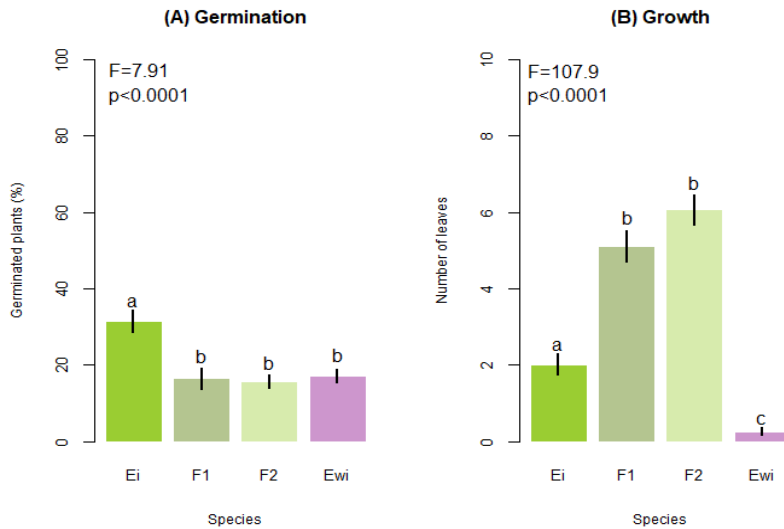 (A) Germination
F=7.91
p<0.0001
Germinated plants (%)
100
80
60
40
20
0
a
b
b
b
Ei
F1
F2
Ewi
Species
(B) Growth
F=107.9
p<0.0001
Number of leaves
10
8
6
4
2
0
a
b
b
c
Ei
F1
F2
Ewi
Species